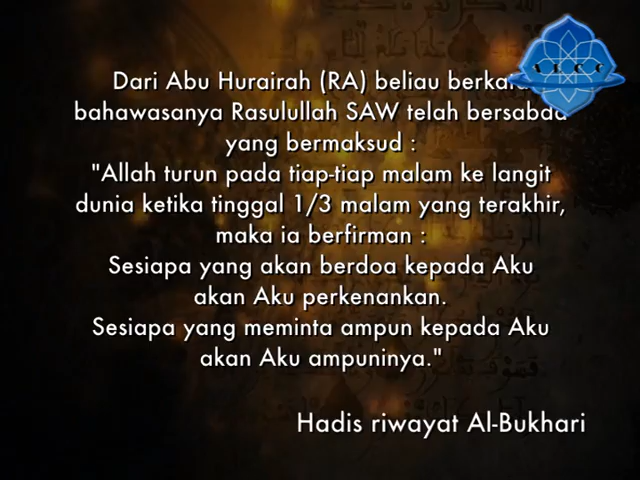 Dari Abu Hurairah (RA) beliau berkata
bahawasanya Rasulullah SAW telah bersabda
yang bermaksud :
"Allah turun pada tiap-tiap malam ke langit
dunia ketika tinggal 1/3 malam yang terakhir,
maka ia berfirman :
Sesiapa yang akan berdoa kepada Aku
akan Aku perkenankan.
Sesiapa yang meminta ampun kepada Aku
akan Aku ampuninya."
Hadis riwayat Al-Bukhari